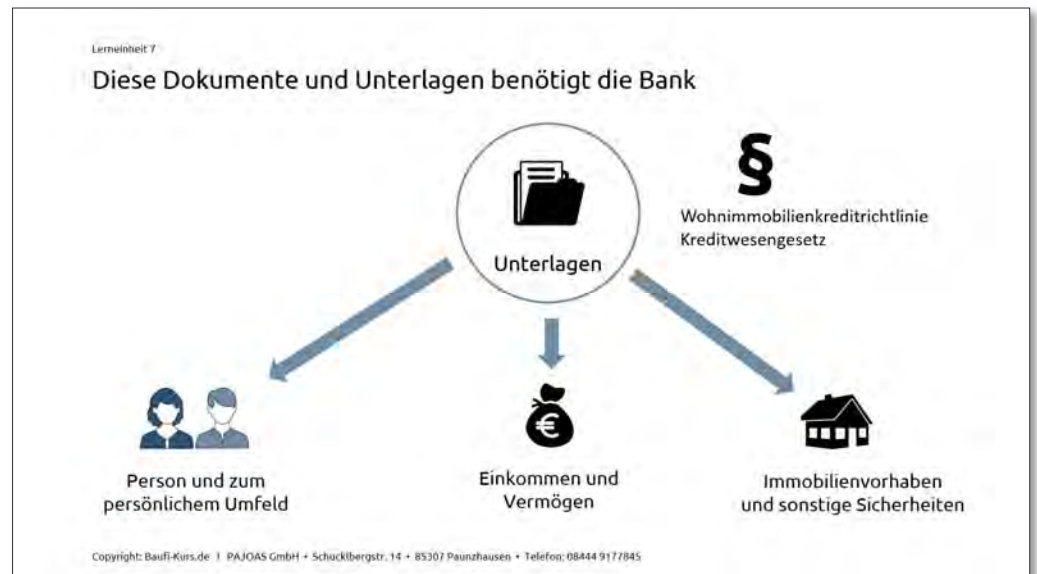 Lerneinheit 7
Diese Dokumente und Unterlagen benötigt die Bank
§
Wohnimmobilienkreditrichtlinie
Kreditwesengesetz
Unterlagen
€
Person und zum
persönlichem Umfeld
Einkommen und
Vermögen
Immobilienvorhaben
und sonstige Sicherheiten
Copyright: Baufi-Kurs.de I PAJOAS GmbH • Schucklbergstr. 14 • 85307 Paunzhausen • Telefon: 08444 9177845